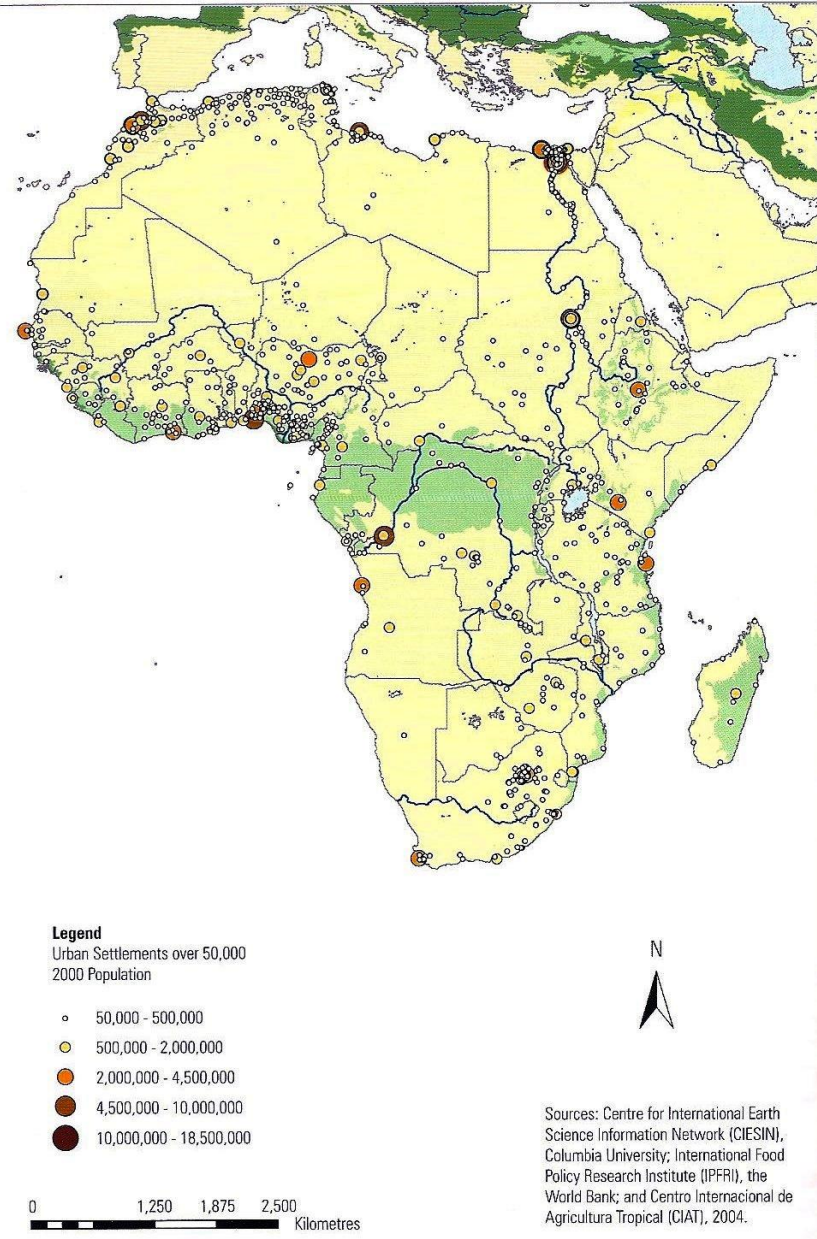 Legend
Urban Settlements over 50,000
2000 Population
50,000 - 500,000
500,000 - 2,000,000
2,000,000 - 4,500,000
4,500,000 - 10,000,000
10,000,000 - 18,500,000
0 1,250 1,875 2,500
Kilometres
N
Sources: Centre for International Earth
Science Information Network (CIESIN),
Columbia University; International Food
Policy Research Institute (IPFRI), the
World Bank; and Centro Internacional de
Agricultura Tropical (CIAT), 2004.